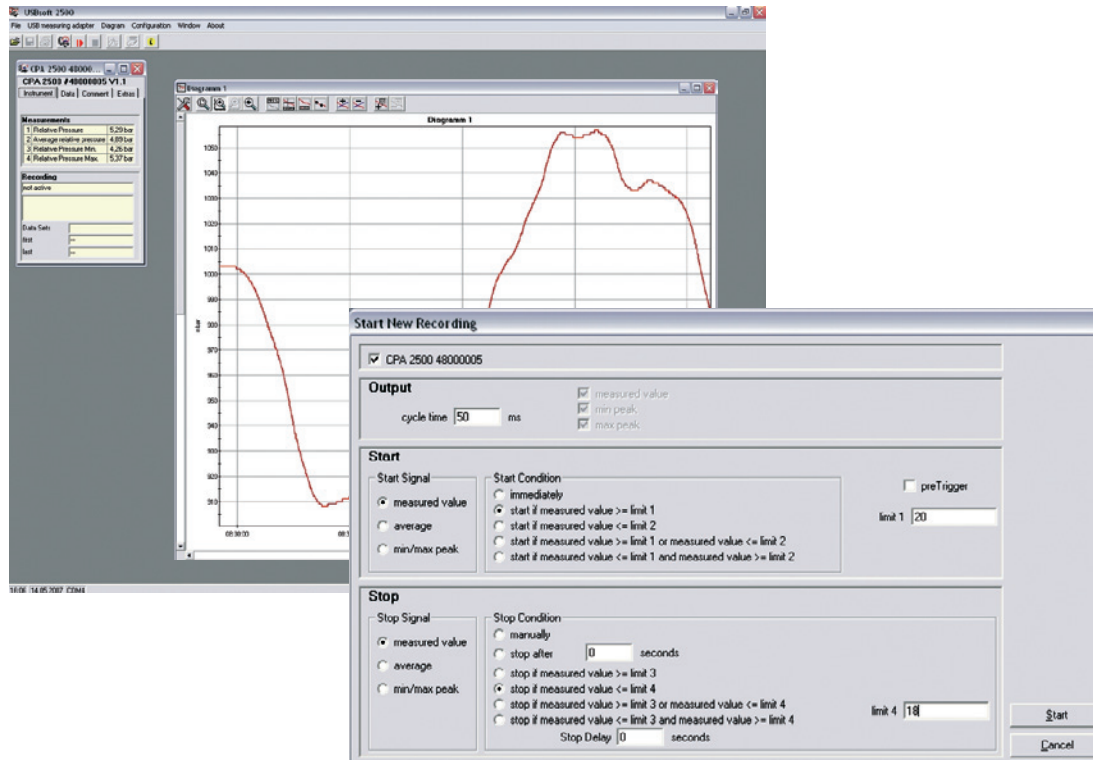 USBsoft 2500
File USB measuring adapter Diagram Configuration Window About
CPA 2500 48000...
CPA 2500 #48000005 V1.1
Instrument Data Comment Extras
Measurements
1 Relative Pressure 5,29 bar
2 Average relative pressure 4,89 bar
3 Relative Pressure Min. 4,26 bar
4 Relative Pressure Max. 5,37 bar
Recording
not active
Data Sets
first --
last --
Diagramm 1
Diagramm 1
1050
1040
1030
1020
1010
1000
990
980
970
960
950
940
930
920
910
08:30:00
16:06 14.05.2007 COM4
Start New Recording
CPA 2500 48000005
Output
cycle time 50 ms
measured value
min peak
max peak
Start
Start Signal
measured value
average
min/max peak
Start Condition
immediately
start if measured value >= limit 1
start if measured value <= limit 2
start if measured value >= limit 1 or measured value <= limit 2
start if measured value <= limit 1 and measured value >= limit 2
preTrigger
limit 1 20
Stop
Stop Signal
measured value
average
min/max peak
Stop Condition
manually
stop after 0 seconds
stop if measured value >= limit 3
stop if measured value <= limit 4
stop if measured value >= limit 3 or measured value <= limit 4
stop if measured value <= limit 3 and measured value >= limit 4
Stop Delay 0 seconds
limit 4 18
Start
Cancel